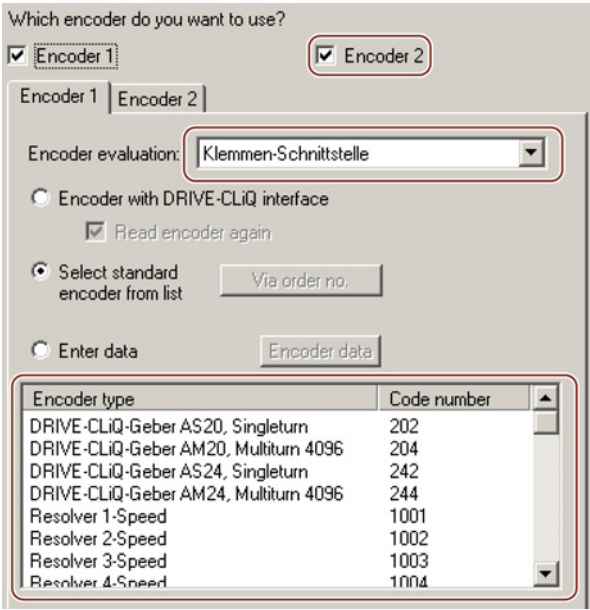 Which encoder do you want to use?
Encoder 1 Encoder 2
Encoder 1 Encoder 2
Encoder evaluation: Klemmen-Schnittstelle
Encoder with DRIVE-CLiQ interface
Read encoder again
Select standard
encoder from list
Via order no.
Enter data Encoder data
Encoder type Code number
DRIVE-CLiQ-Geber AS20, Singleturn 202
DRIVE-CLiQ-Geber AM20, Multiturn 4096 204
DRIVE-CLiQ-Geber AS24, Singleturn 242
DRIVE-CLiQ-Geber AM24, Multiturn 4096 244
Resolver 1-Speed 1001
Resolver 2-Speed 1002
Resolver 3-Speed 1003
Resolver 4-Speed 1004